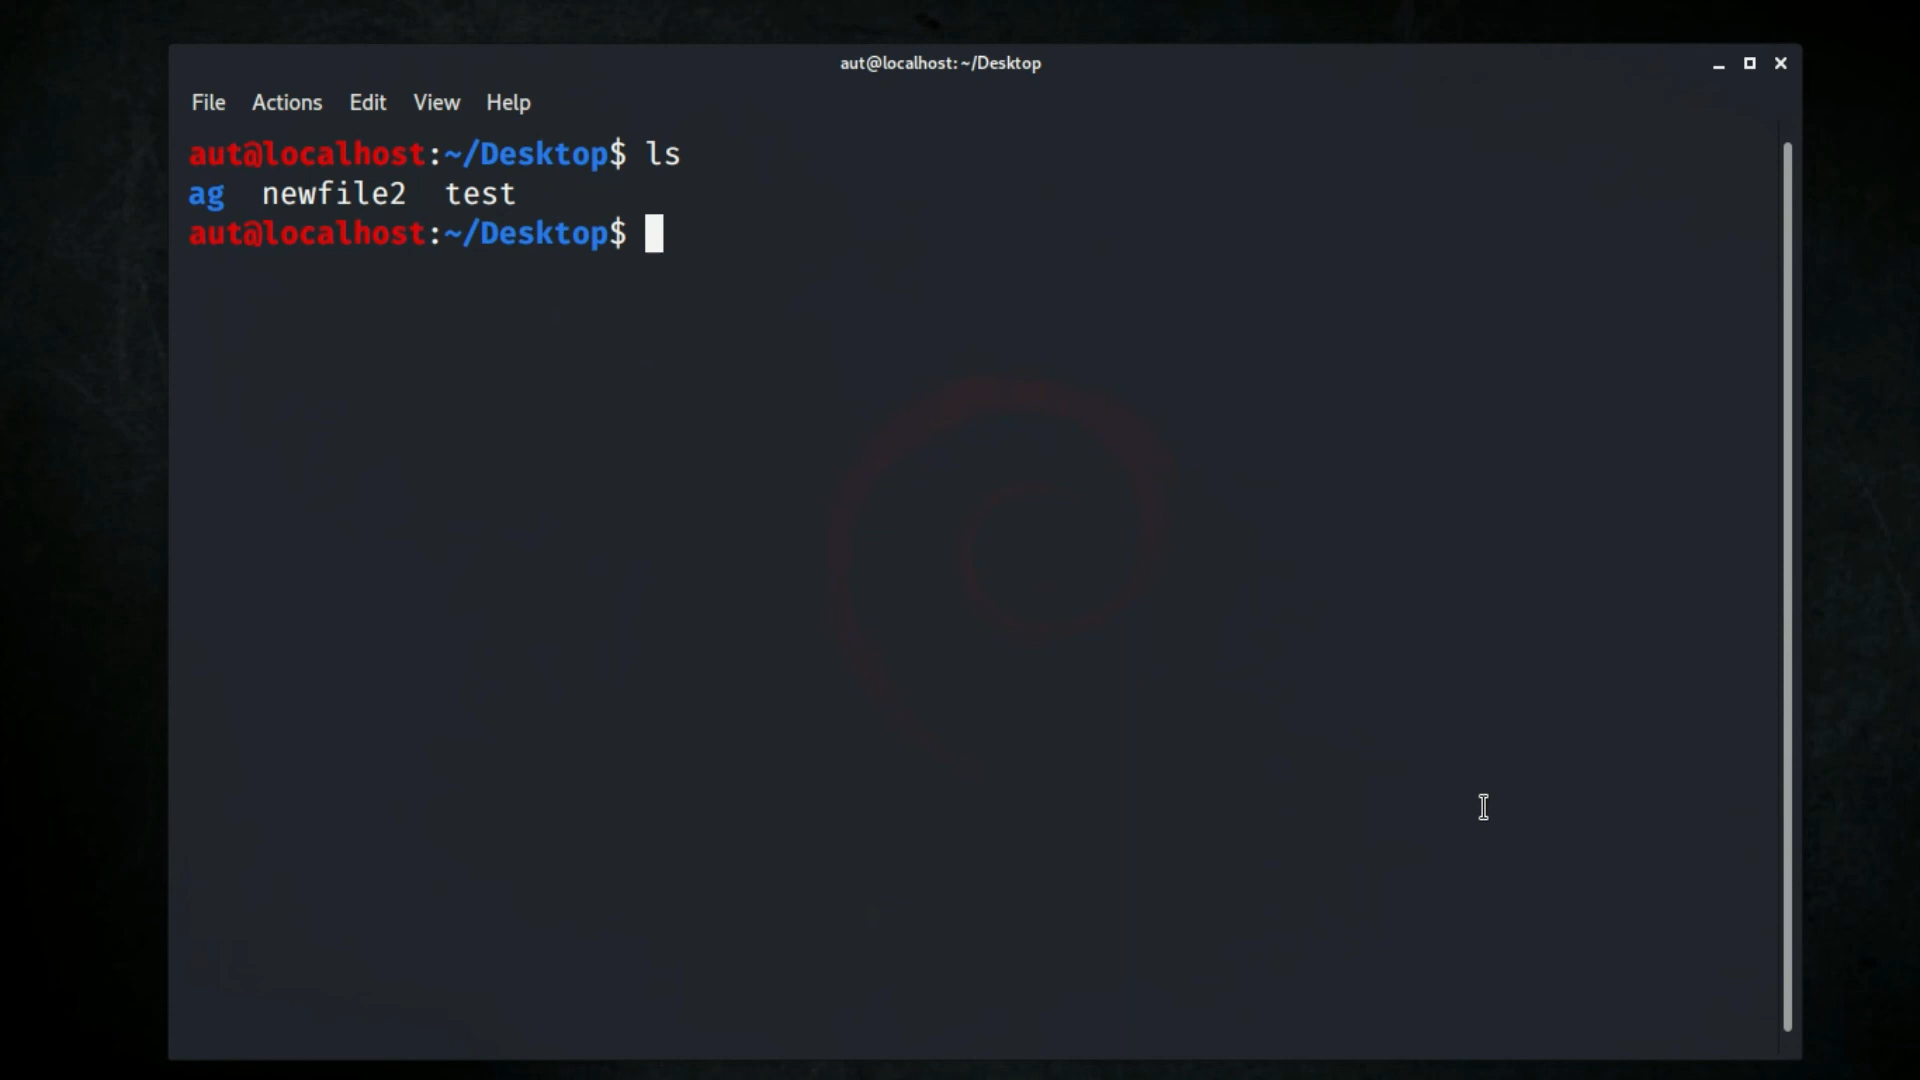 aut@localhost: ~/Desktop
File Actions Edit View Help
aut@localhost:~/Desktop$ ls
ag newfile2 test
aut@localhost:~/Desktop$